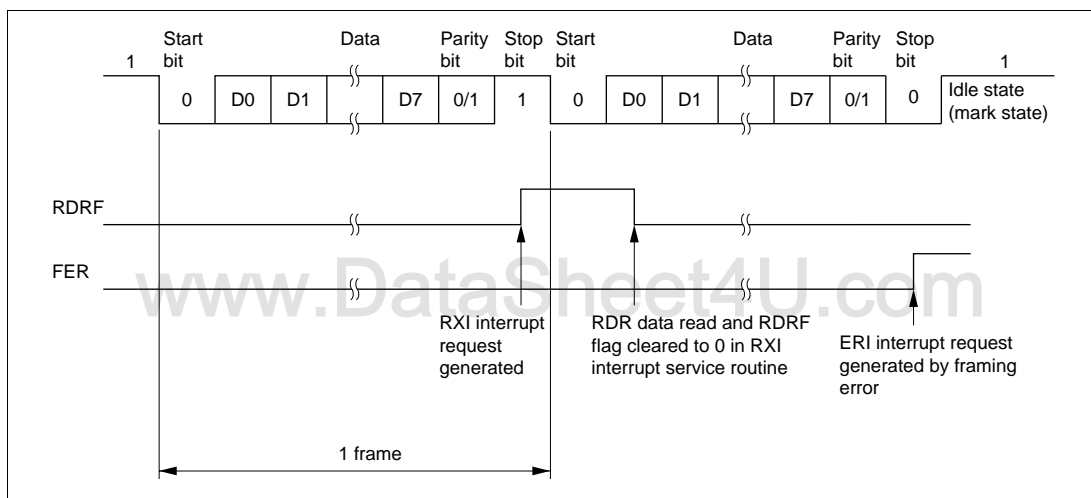 1 Start bit Data Parity bit Stop bit Start bit Data Parity bit Stop bit 1
0 D0 D1 D7 0/1 1 0 D0 D1 D7 0/1 0 Idle state (mark state)
RDRF
FER
www.DataSheet4U.com
RXI interrupt
request
generated
RDR data read and RDRF
flag cleared to 0 in RXI
interrupt service routine
ERI interrupt request
generated by framing
error
1 frame